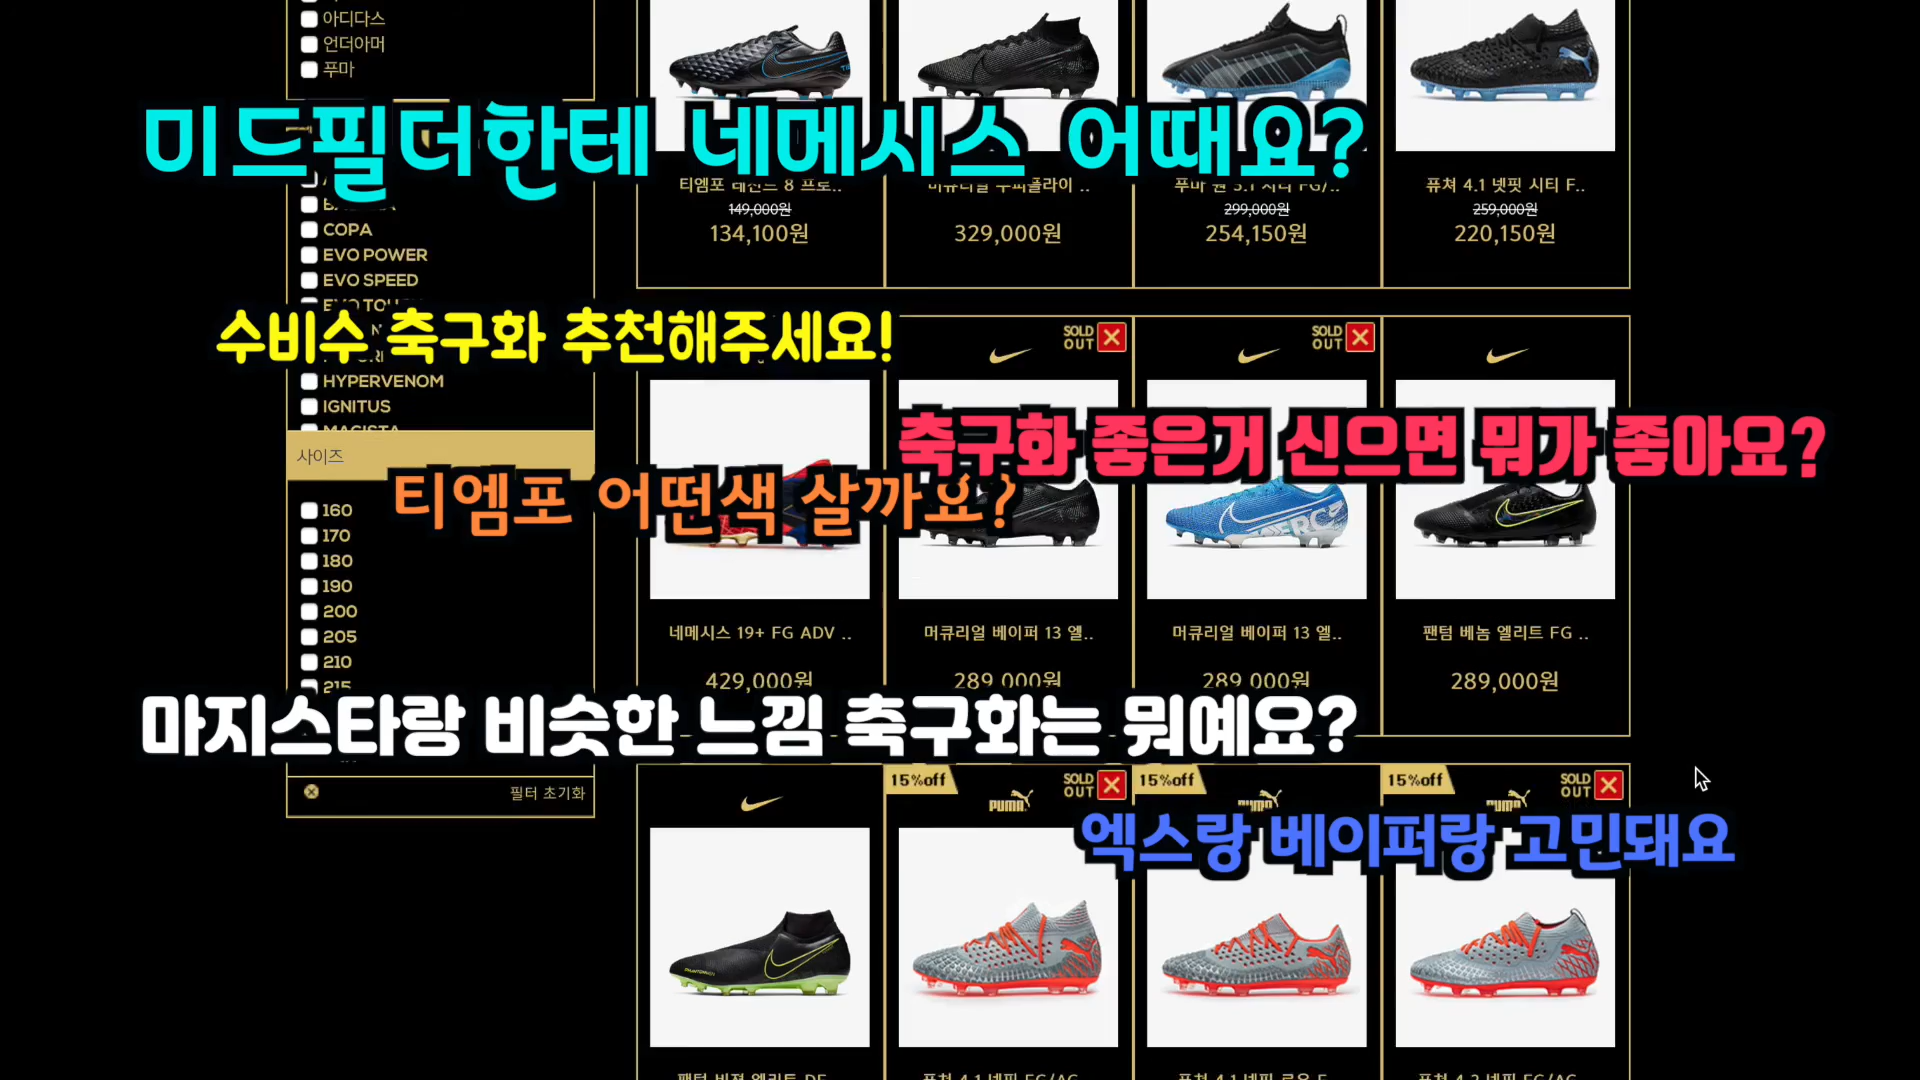 아디다스
언더아머
푸마
미드필더한테 네메시스 어때요?
149,000원
299,000원
퓨쳐 4.1 넷핏 시티 F..
259,000원
134,100원
329,000원
254,150원
220,150원
COPA
EVO POWER
EVO SPEED
수비수 축구화 추천해주세요!
SOLD OUT
SOLD OUT
HYPERVENOM
IGNITUS
MAGISTA
축구화 좋은거 신으면 뭐가 좋아요?
사이즈
티엠포 어떤색 살까요?
160
170
180
190
200
205
210
215
네메시스 19+ FG ADV ..
머큐리얼 베이퍼 13 엘..
머큐리얼 베이퍼 13 엘..
팬텀 베놈 엘리트 FG ..
429,000원
289,000원
289,000원
289,000원
마지스타랑 비슷한 느낌 축구화는 뭐예요?
필터 초기화
15%off
PUMA
SOLD OUT
15%off
15%off
SOLD OUT
엑스랑 베이퍼랑 고민돼요